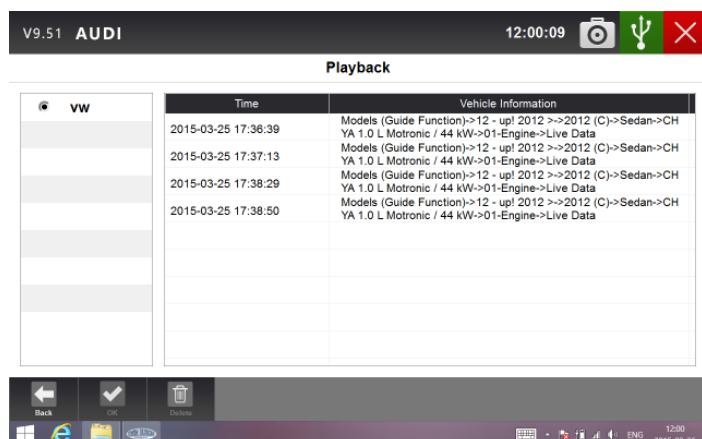 V9.51 AUDI 12:00:09
Playback
VW
Time Vehicle Information
2015-03-25 17:36:39 Models (Guide Function)->12 - up! 2012 >->2012 (C)->Sedan->CH
YA 1.0 L Motronic / 44 kW->01-Engine->Live Data
2015-03-25 17:37:13 Models (Guide Function)->12 - up! 2012 >->2012 (C)->Sedan->CH
YA 1.0 L Motronic / 44 kW->01-Engine->Live Data
2015-03-25 17:38:29 Models (Guide Function)->12 - up! 2012 >->2012 (C)->Sedan->CH
YA 1.0 L Motronic / 44 kW->01-Engine->Live Data
2015-03-25 17:38:50 Models (Guide Function)->12 - up! 2012 >->2012 (C)->Sedan->CH
YA 1.0 L Motronic / 44 kW->01-Engine->Live Data
Back OK Delete
ENG 12:00